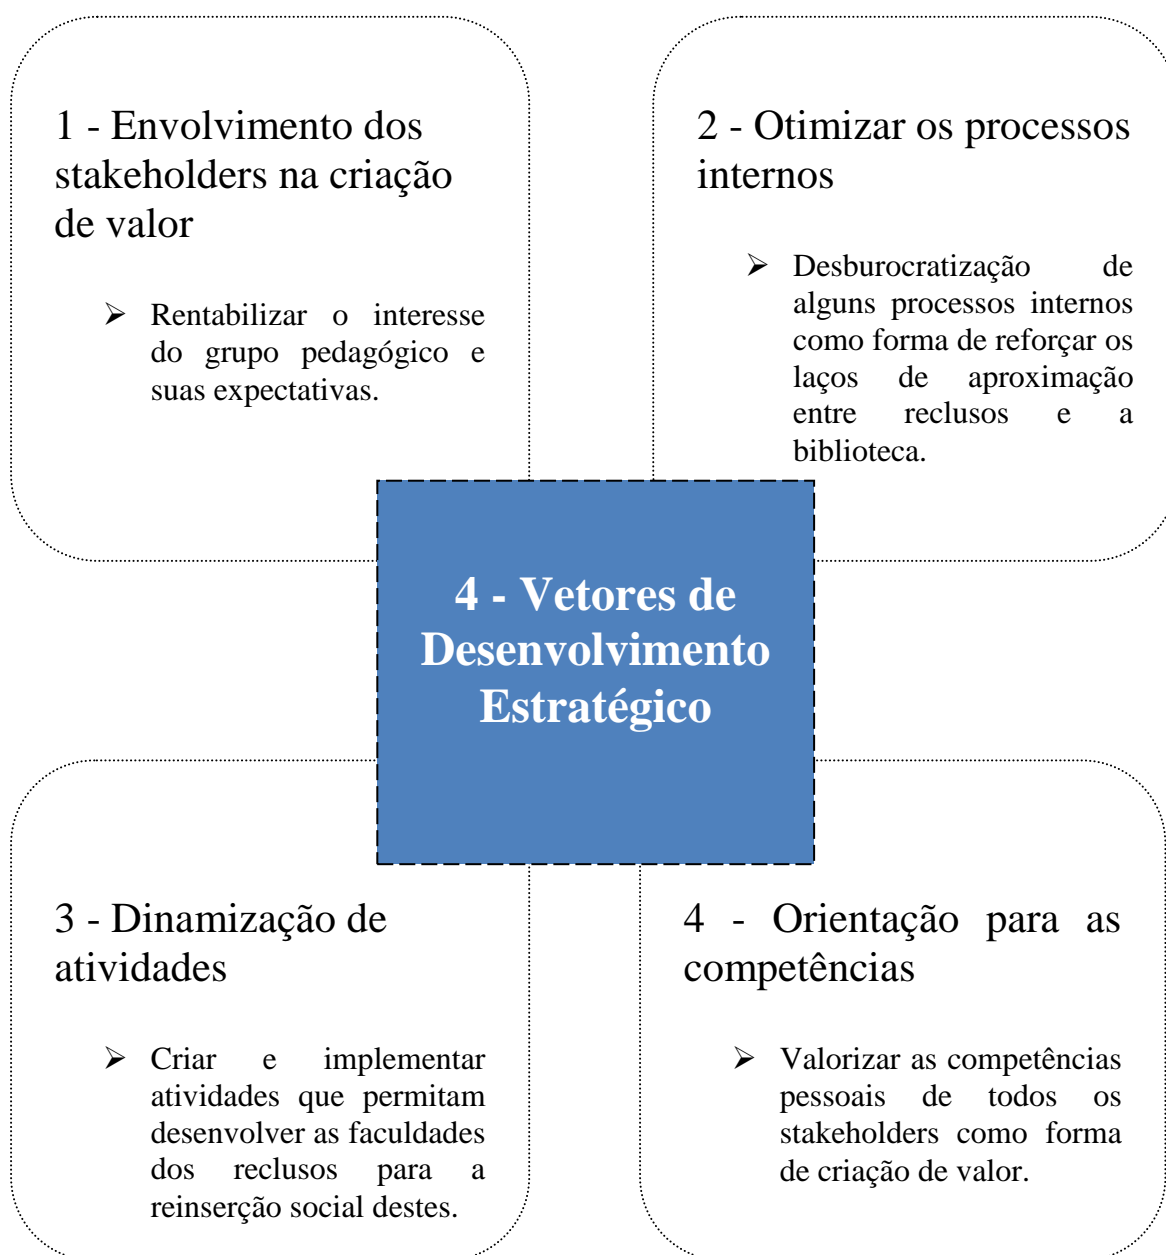 1 - Envolvimento dos
stakeholders na criação
de valor
➢ Rentabilizar o interesse
do grupo pedagógico e
suas expectativas.
2 - Otimizar os processos
internos
➢ Desburocratização de
alguns processos internos
como forma de reforçar os
laços de aproximação
entre reclusos e a
biblioteca.
4 - Vetores de
Desenvolvimento
Estratégico
3 - Dinamização de
atividades
➢ Criar e implementar
atividades que permitam
desenvolver as faculdades
dos reclusos para a
reinserção social destes.
4 - Orientação para as
competências
➢ Valorizar as competências
pessoais de todos os
stakeholders como forma
de criação de valor.